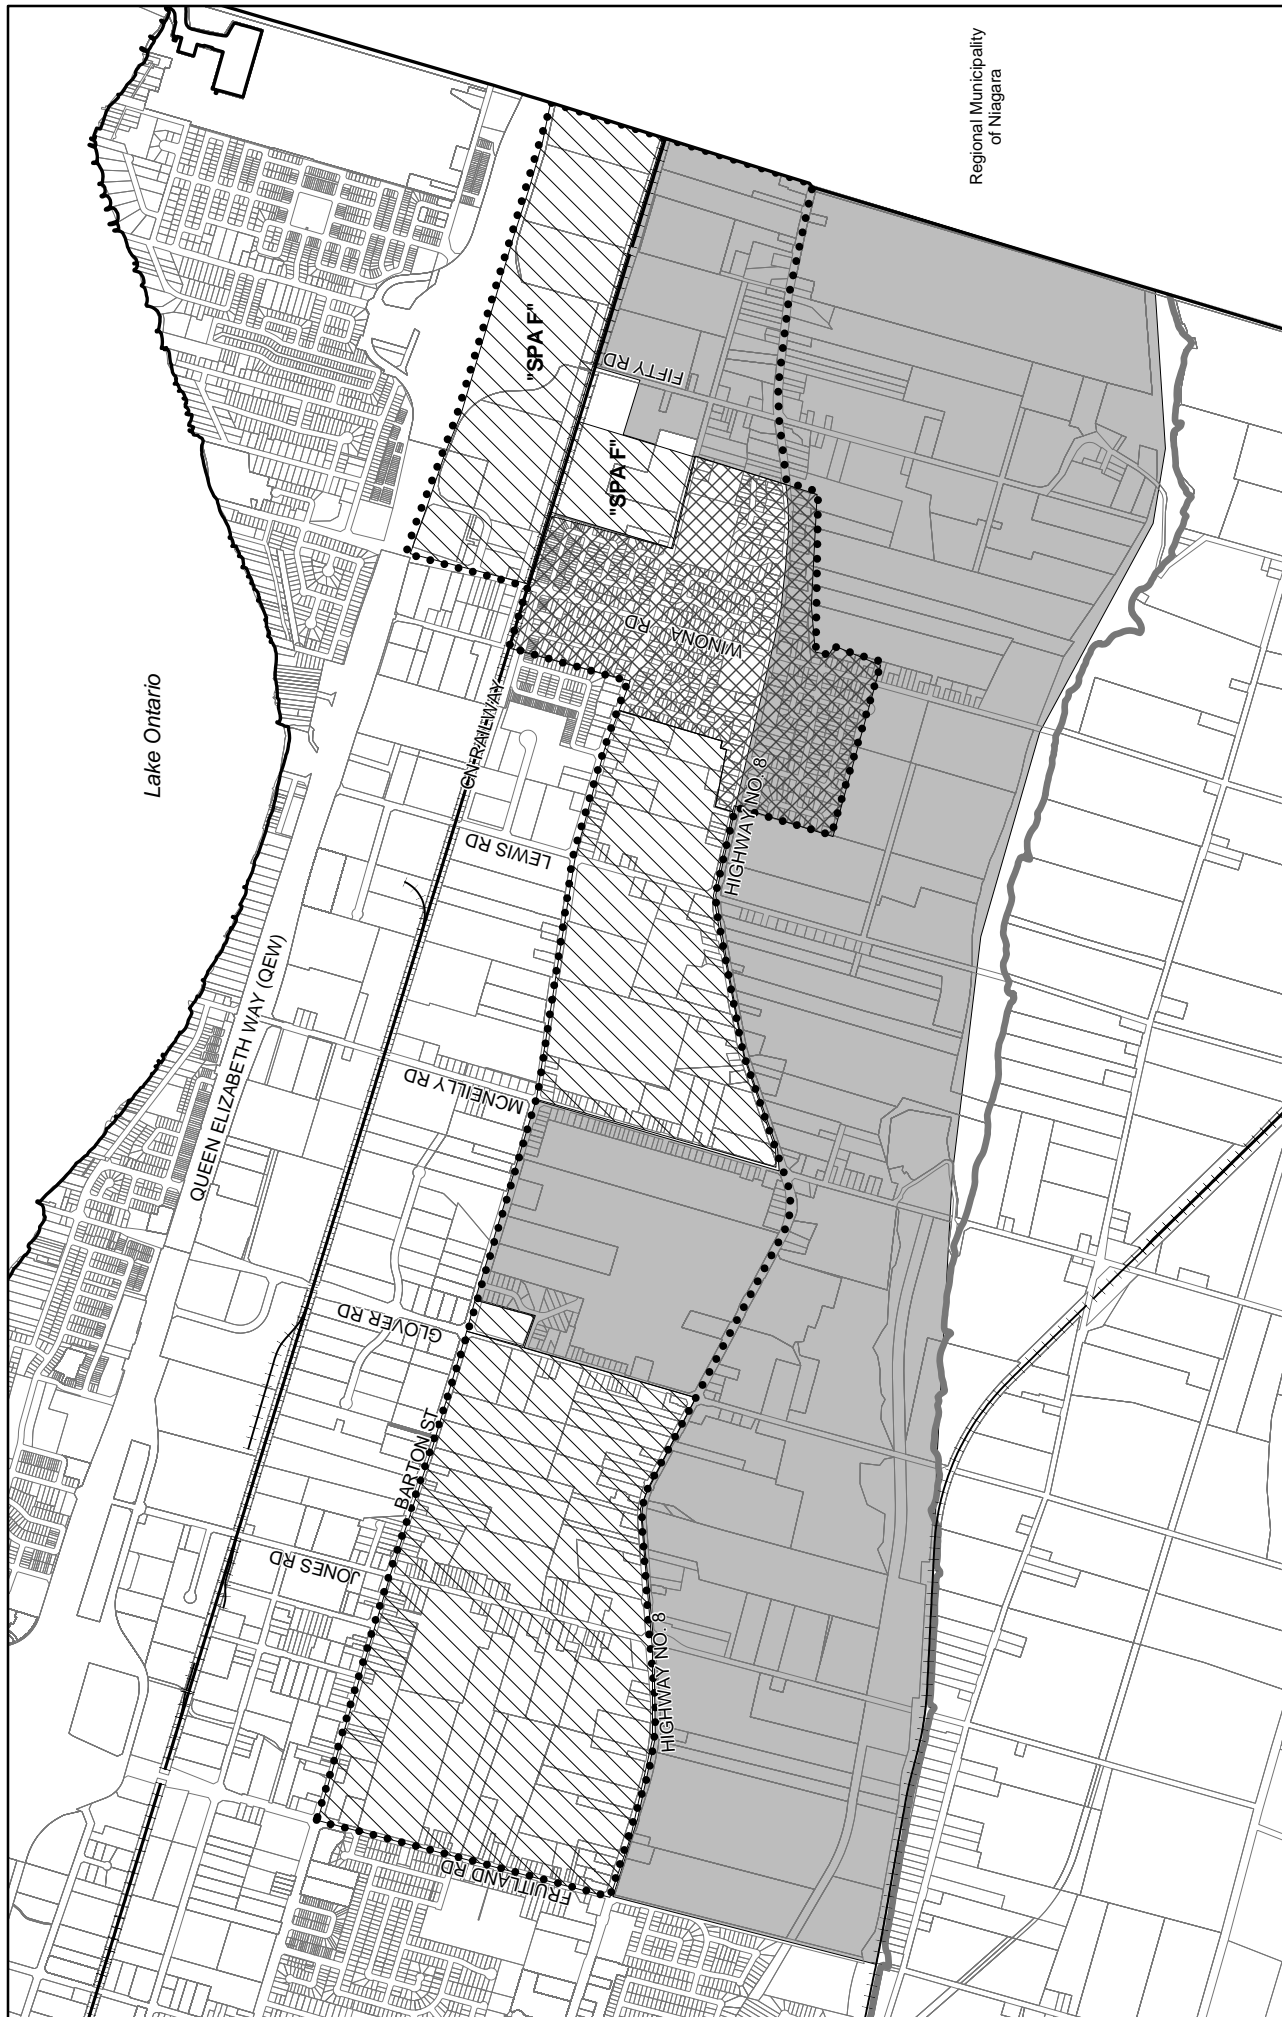 Regional Municipality
of Niagara
"SPA F"
FIFTY RD
"SPA F"
WINONA RD
Lake Ontario
CN RAILWAY
HIGHWAY NO. 8
LEWIS RD
QUEEN ELIZABETH WAY (QEW)
MCNEILLY RD
GLOVER RD
BARTON ST
JONES RD
HIGHWAY NO. 8
FRUITLAND RD